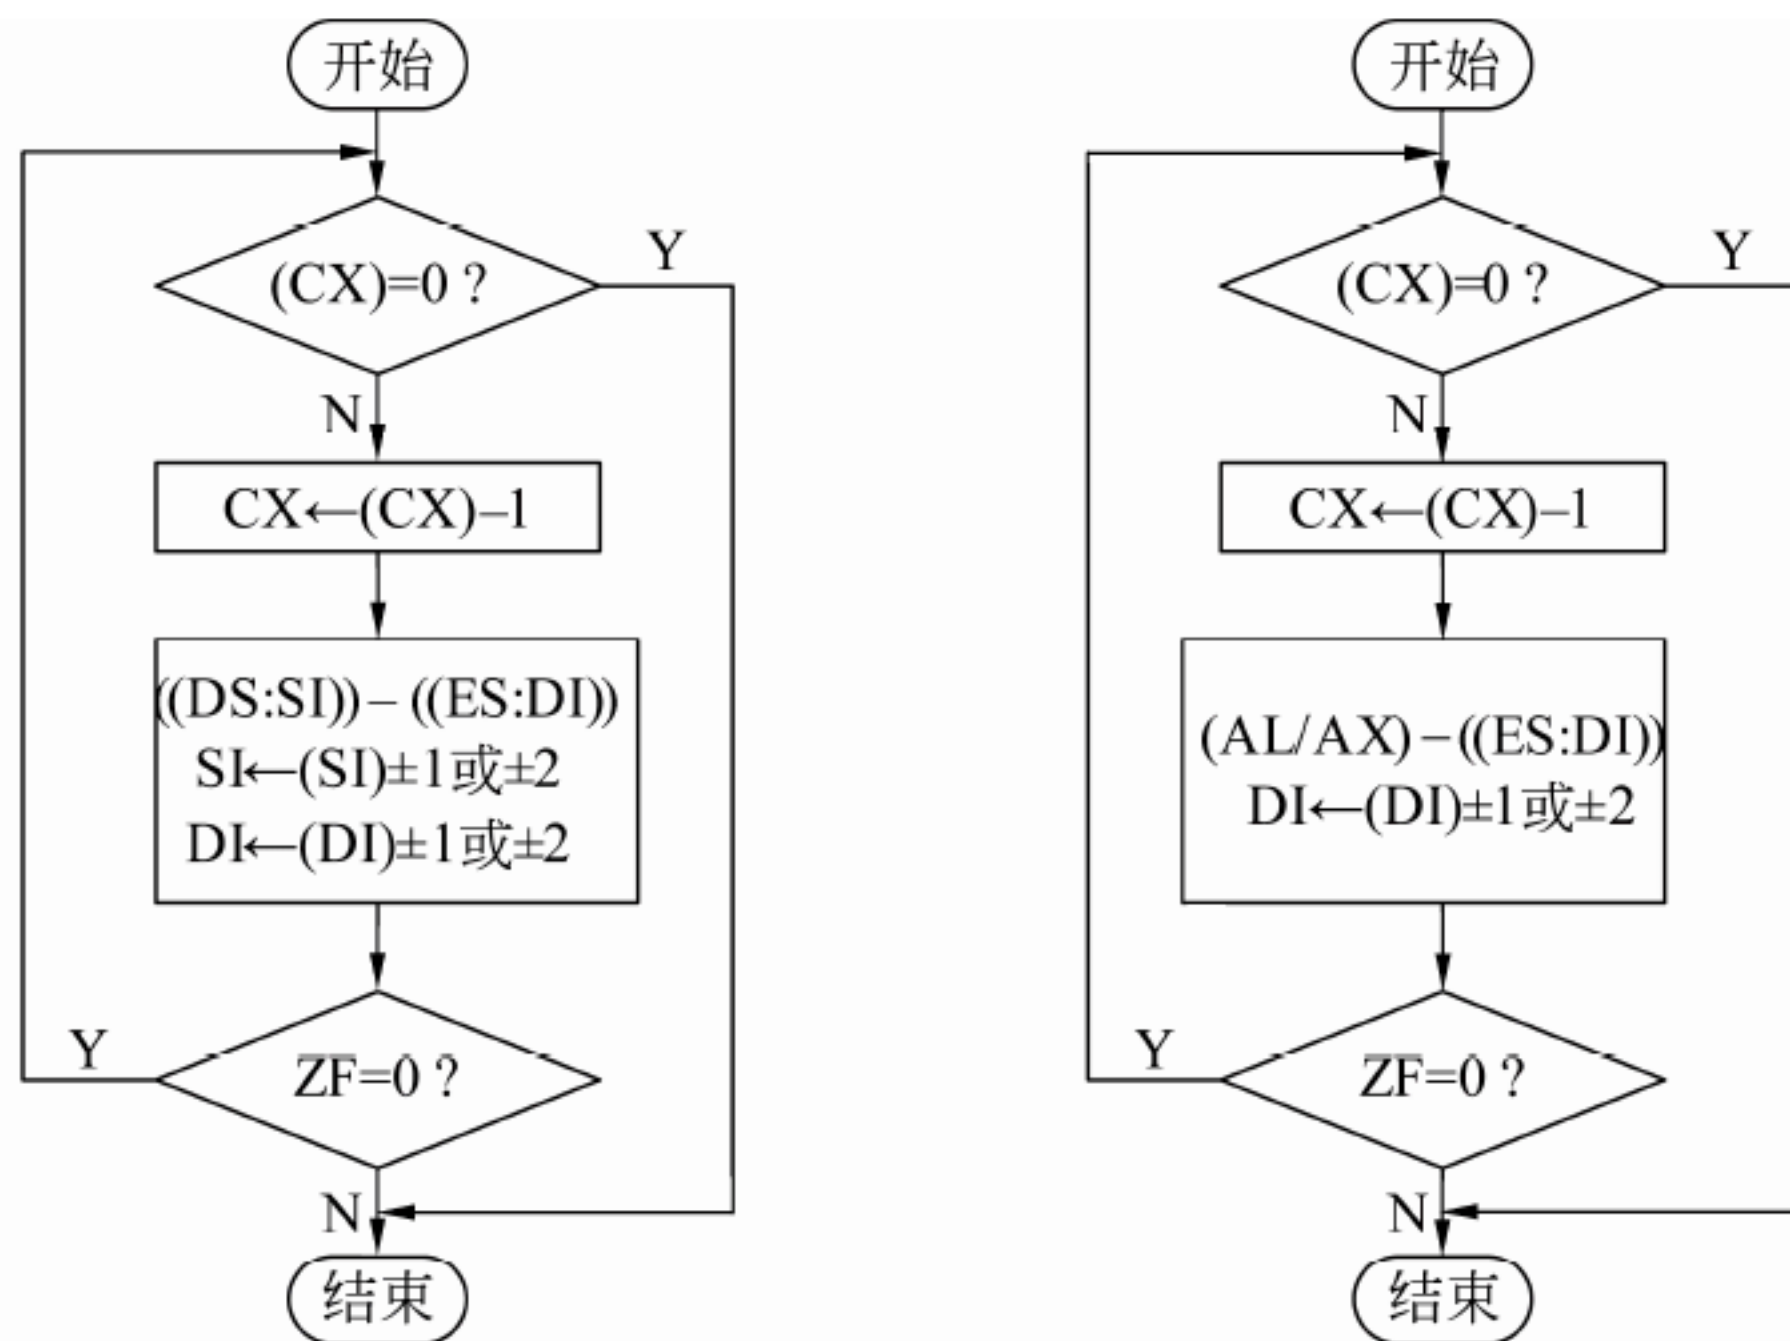 开始
(CX)=0 ?
Y
N
CX←(CX)–1
((DS:SI)) – ((ES:DI))
SI←(SI)±1或±2
DI←(DI)±1或±2
Y
ZF=0 ?
N
结束
开始
(CX)=0 ?
Y
N
CX←(CX)–1
(AL/AX) – ((ES:DI))
DI←(DI)±1或±2
Y
ZF=0 ?
N
结束